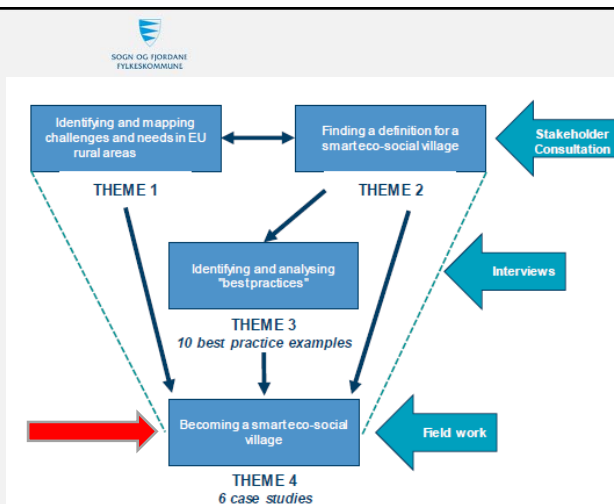 SOGN OG FJORDANE
FYLKESKOMMUNE
Identifying and mapping
challenges and needs in EU
rural areas
Finding a definition for a
smart eco-social village
Stakeholder
Consultation
THEME 1
THEME 2
Identifying and analysing
"best practices"
Interviews
THEME 3
10 best practice examples
Becoming a smart eco-social
village
Field work
THEME 4
6 case studies